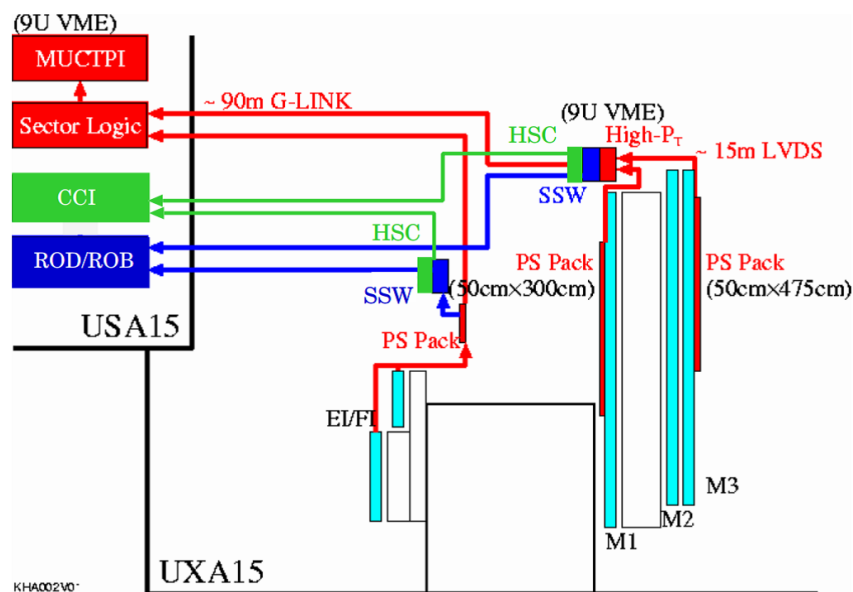 (9U VME)
MUCTPI
Sector Logic
~ 90m G-LINK
(9U VME)
High-PT
HSC
~ 15m LVDS
CCI
SSW
HSC
ROD/ROB
PS Pack
(50cm×300cm)
PS Pack
(50cm×475cm)
SSW
USA15
PS Pack
EI/FI
M3
M2
M1
UXA15